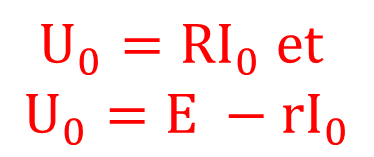 U₀ = RI₀ et
U₀ = E − rI₀